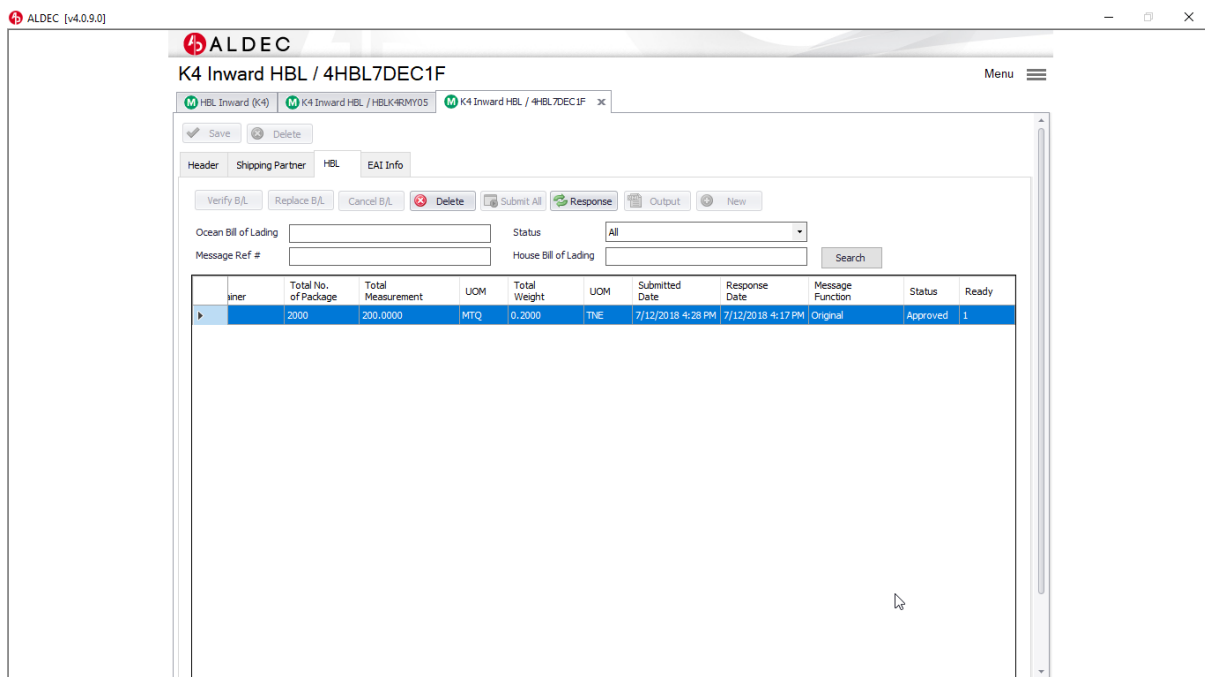 ALDEC [v4.0.9.0]
ALDEC
K4 Inward HBL / 4HBL7DEC1F
Menu
HBL Inward (K4) K4 Inward HBL / HBLK4RMY05 K4 Inward HBL / 4HBL7DEC1F
Save Delete
Header Shipping Partner HBL EAI Info
Verify B/L Replace B/L Cancel B/L Delete Submit All Response Output New
Ocean Bill of Lading Status All
Message Ref # House Bill of Lading Search
Total No. Total Total Submitted Response Message
ainer of Package Measurement UOM Weight UOM Date Date Function Status Ready
2000 200.0000 MTQ 0.2000 TNE 7/12/2018 4:28 PM 7/12/2018 4:17 PM Original Approved 1